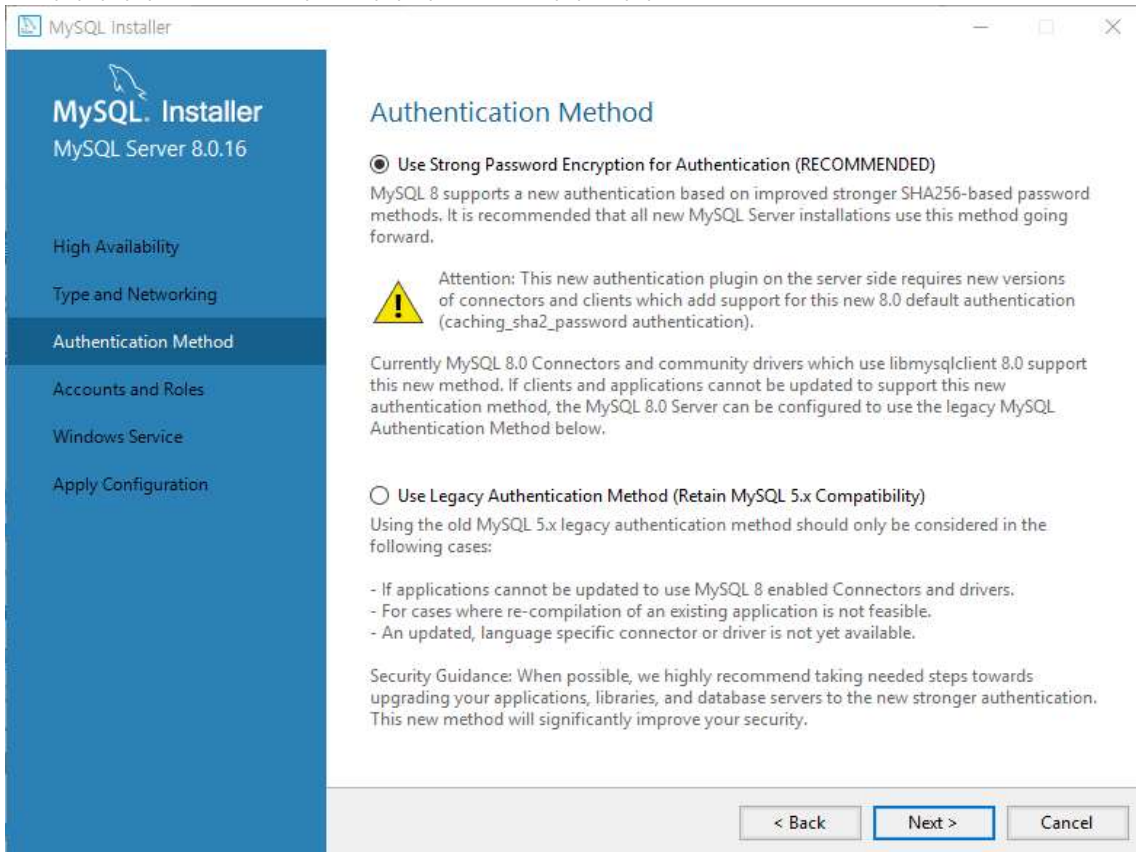 MySQL Installer
MySQL. Installer
MySQL Server 8.0.16
High Availability
Type and Networking
Authentication Method
Accounts and Roles
Windows Service
Apply Configuration
Authentication Method
Use Strong Password Encryption for Authentication (RECOMMENDED)
MySQL 8 supports a new authentication based on improved stronger SHA256-based password
methods. It is recommended that all new MySQL Server installations use this method going
forward.
Attention: This new authentication plugin on the server side requires new versions
of connectors and clients which add support for this new 8.0 default authentication
(caching_sha2_password authentication).
Currently MySQL 8.0 Connectors and community drivers which use libmysqlclient 8.0 support
this new method. If clients and applications cannot be updated to support this new
authentication method, the MySQL 8.0 Server can be configured to use the legacy MySQL
Authentication Method below.
Use Legacy Authentication Method (Retain MySQL 5.x Compatibility)
Using the old MySQL 5.x legacy authentication method should only be considered in the
following cases:
- If applications cannot be updated to use MySQL 8 enabled Connectors and drivers.
- For cases where re-compilation of an existing application is not feasible.
- An updated, language specific connector or driver is not yet available.
Security Guidance: When possible, we highly recommend taking needed steps towards
upgrading your applications, libraries, and database servers to the new stronger authentication.
This new method will significantly improve your security.
< Back
Next >
Cancel